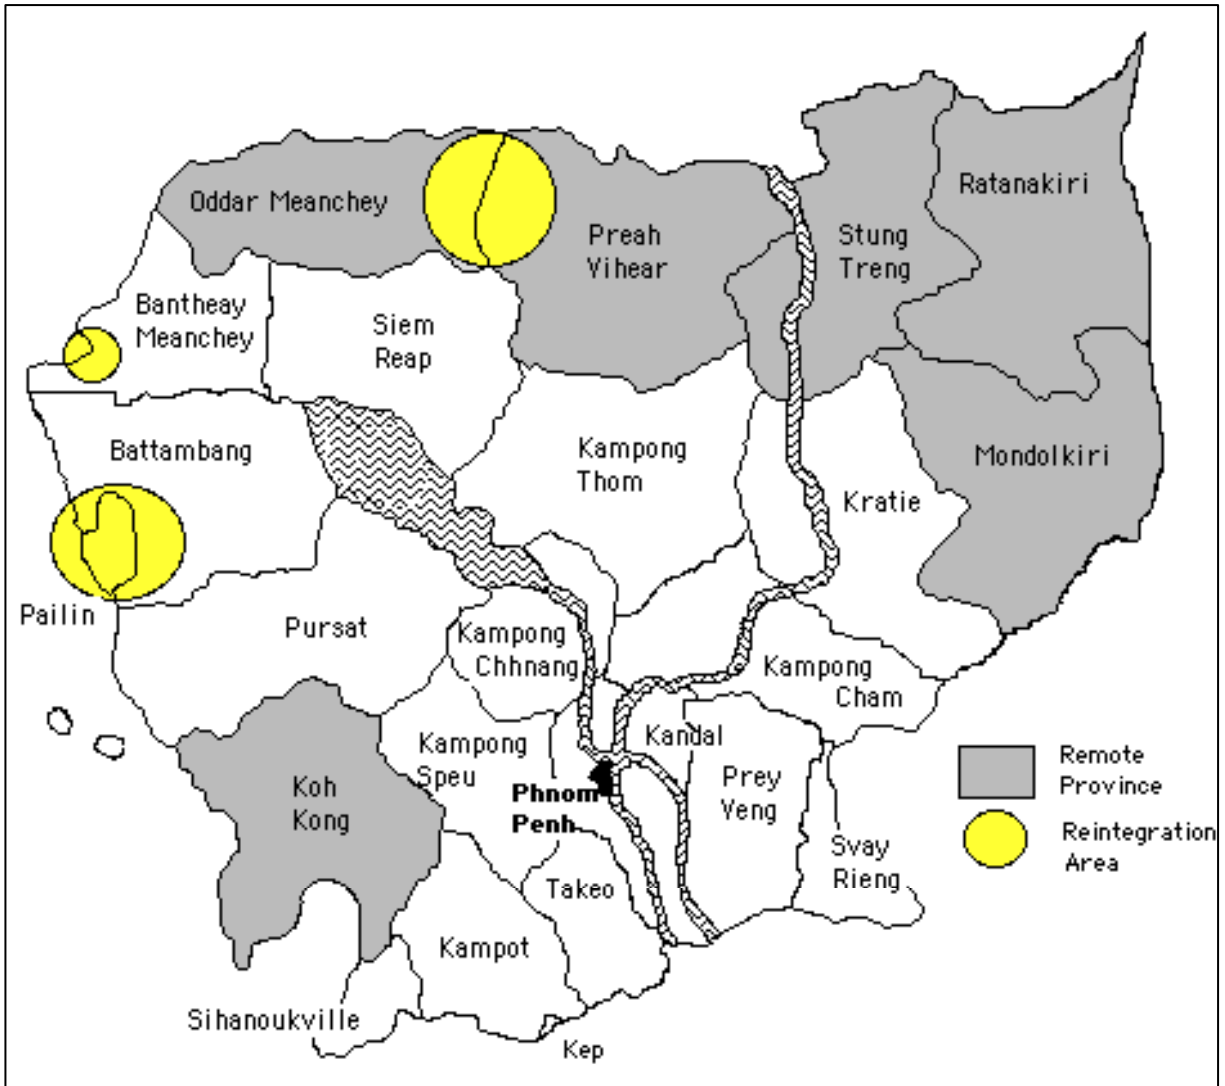 Ratanakiri
Oddar Meanchey
Preah
Vihear
Stung
Treng
Bantheay
Meanchey
Siem
Reap
Battambang
Kampong
Thom
Mondolkiri
Kratie
Pailin
Pursat
Kampong
Chhnang
Kampong
Cham
Kampong
Speu
Kandal
Koh
Kong
Phnom
Penh
Prey
Veng
Remote
Province
Reintegration
Area
Svay
Rieng
Takeo
Kampot
Sihanoukville
Kep